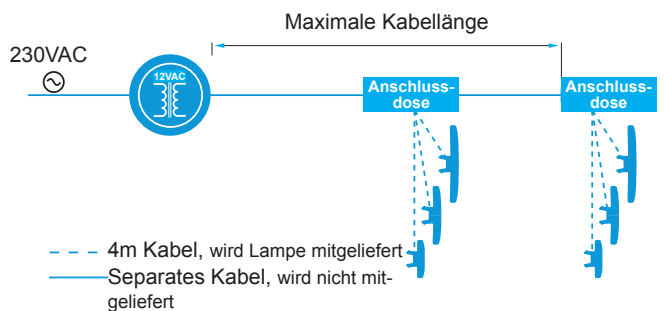 Maximale Kabellänge
230VAC
12VAC
Anschluss-
dose
Anschluss-
dose
4m Kabel, wird Lampe mitgeliefert
Separates Kabel, wird nicht mit-
geliefert